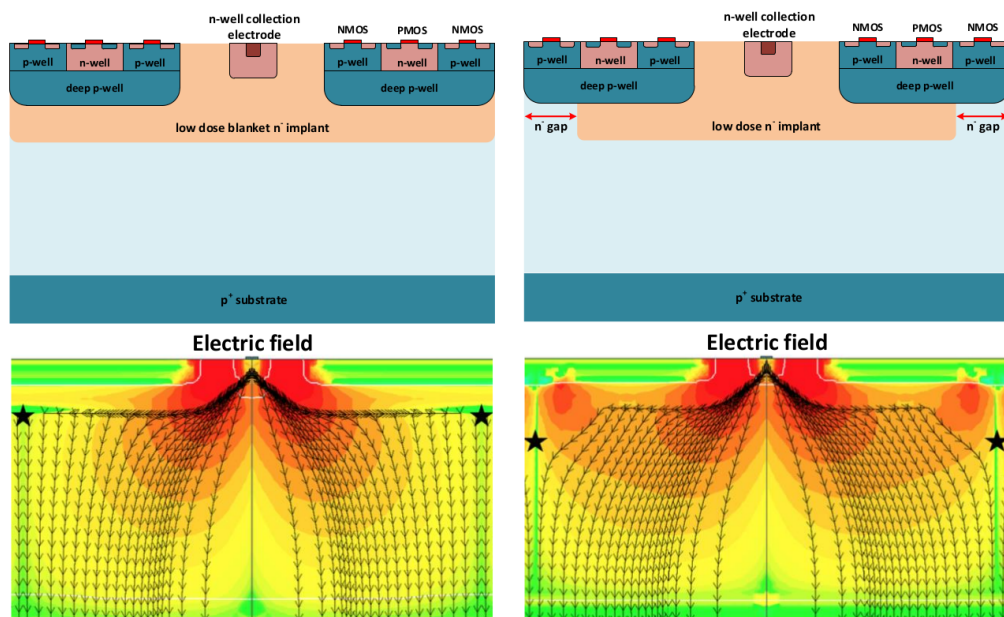 n-well collection
electrode
NMOS PMOS NMOS
p-well n-well p-well
p-well n-well p-well
deep p-well
deep p-well
low dose blanket n⁻ implant
p⁺ substrate
Electric field
n-well collection
electrode
NMOS PMOS NMOS
p-well n-well p-well
p-well n-well p-well
deep p-well
deep p-well
n⁻ gap
low dose n⁻ implant
n⁻ gap
p⁺ substrate
Electric field